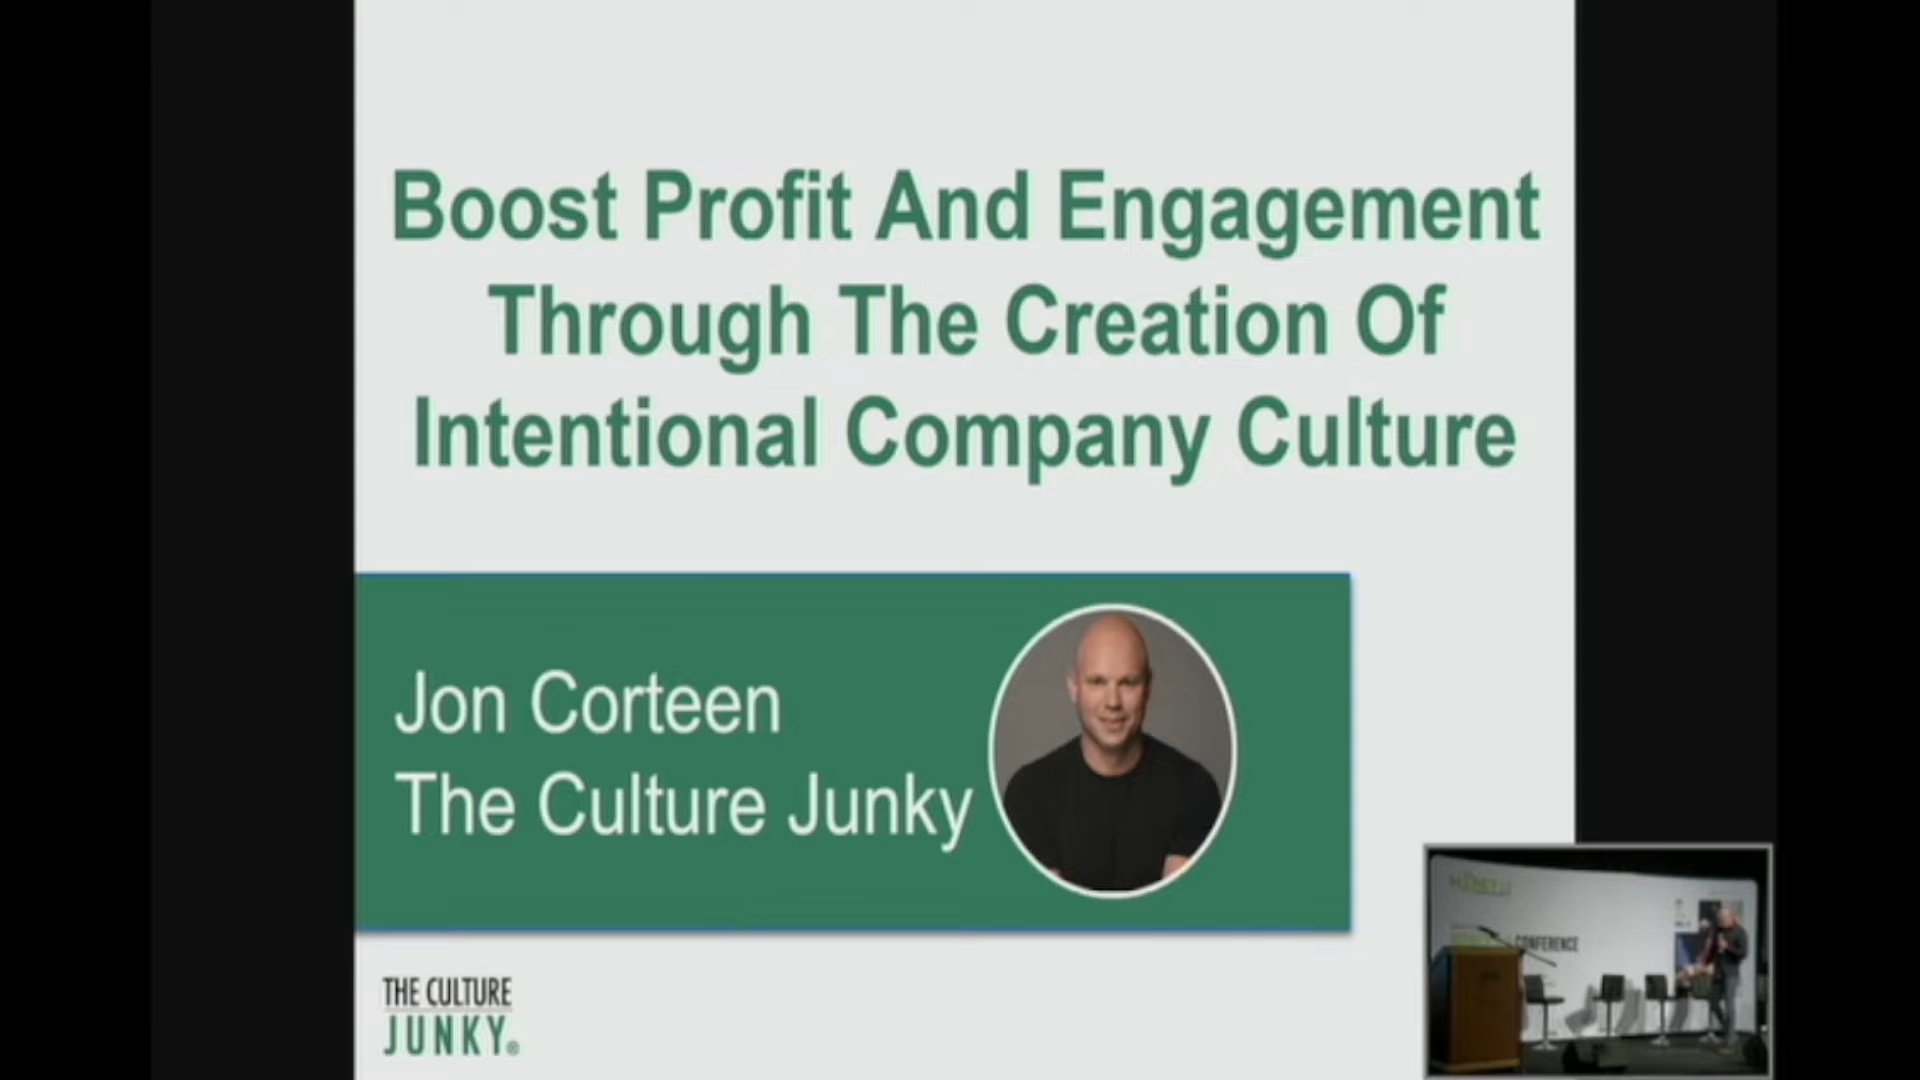 Boost Profit And Engagement
Through The Creation Of
Intentional Company Culture
Jon Corteen
The Culture Junky
THE CULTURE
JUNKY®
CONFERENCE